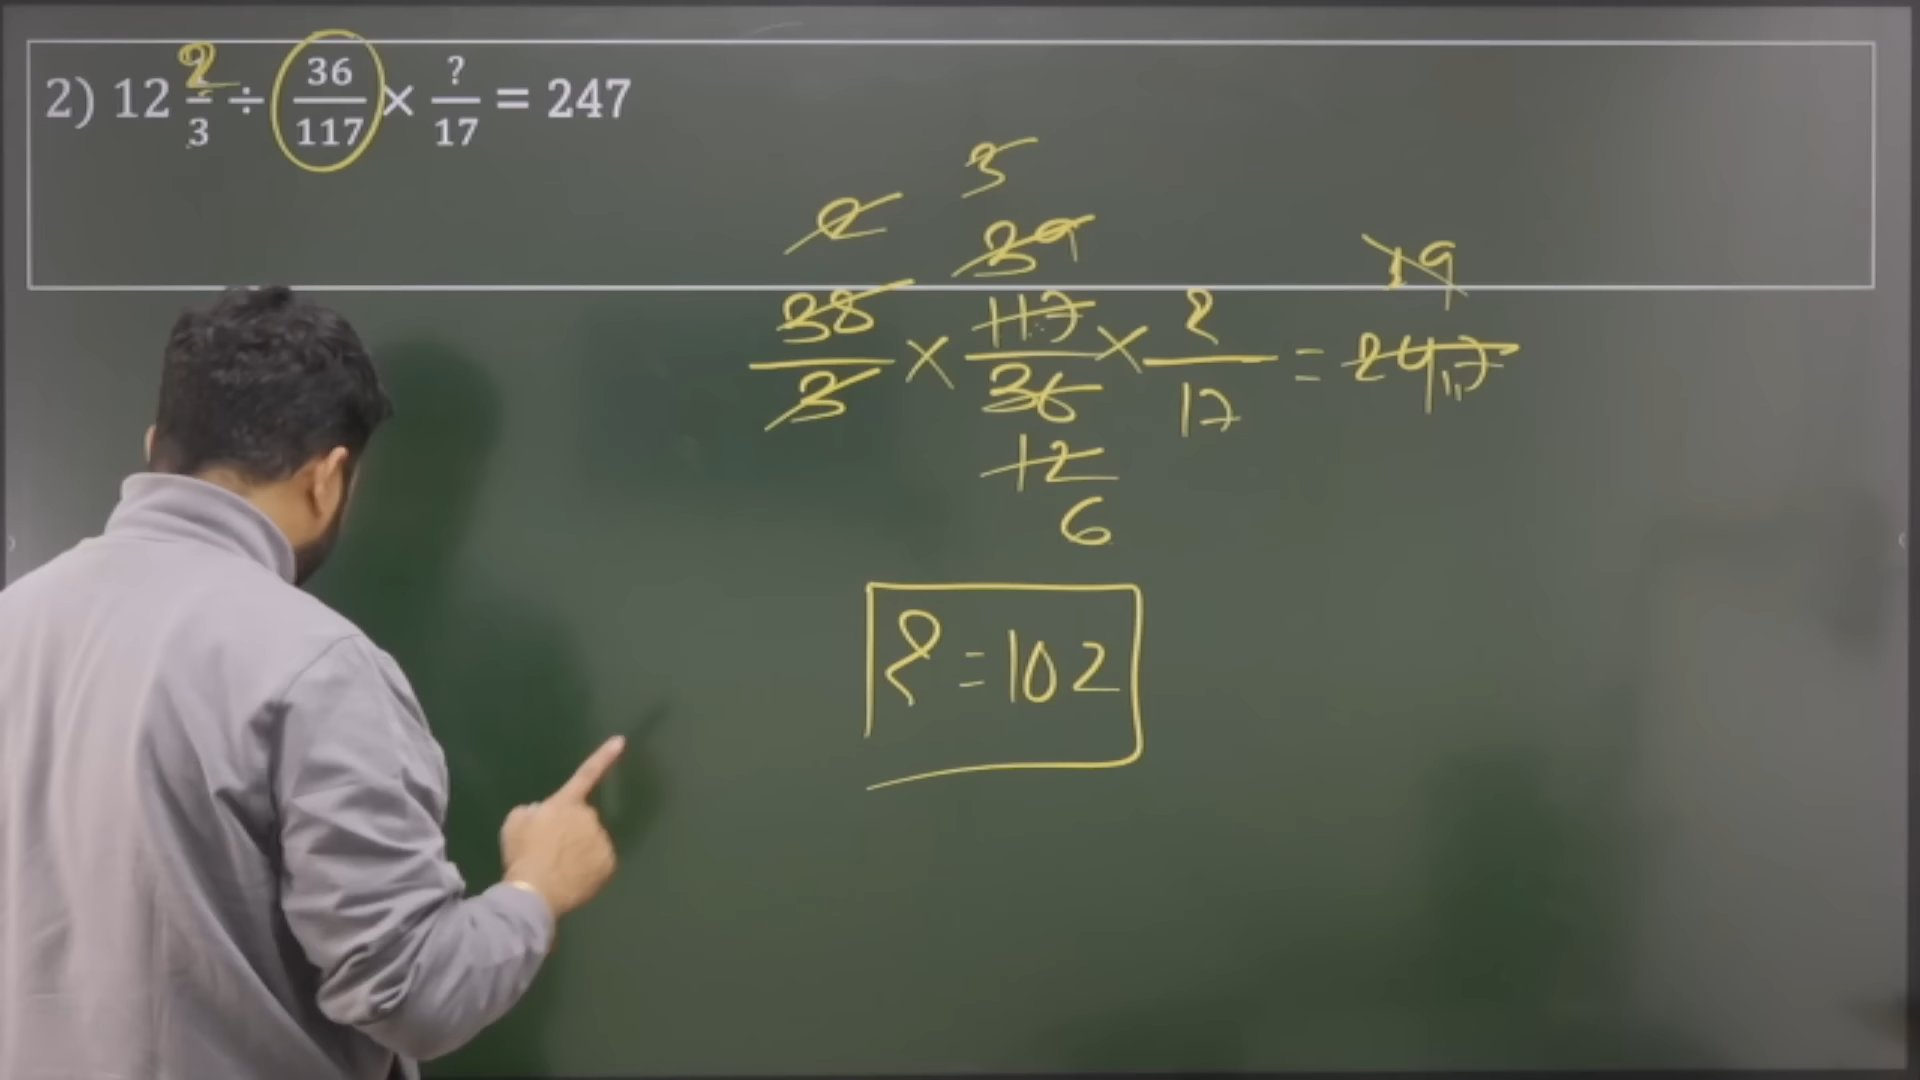 2) 12 2/3 ÷ 36/117 × ?/17 = 247
2 3
39 19
38/3 × 117/36 × ?/17 = 247
12
6
? = 102